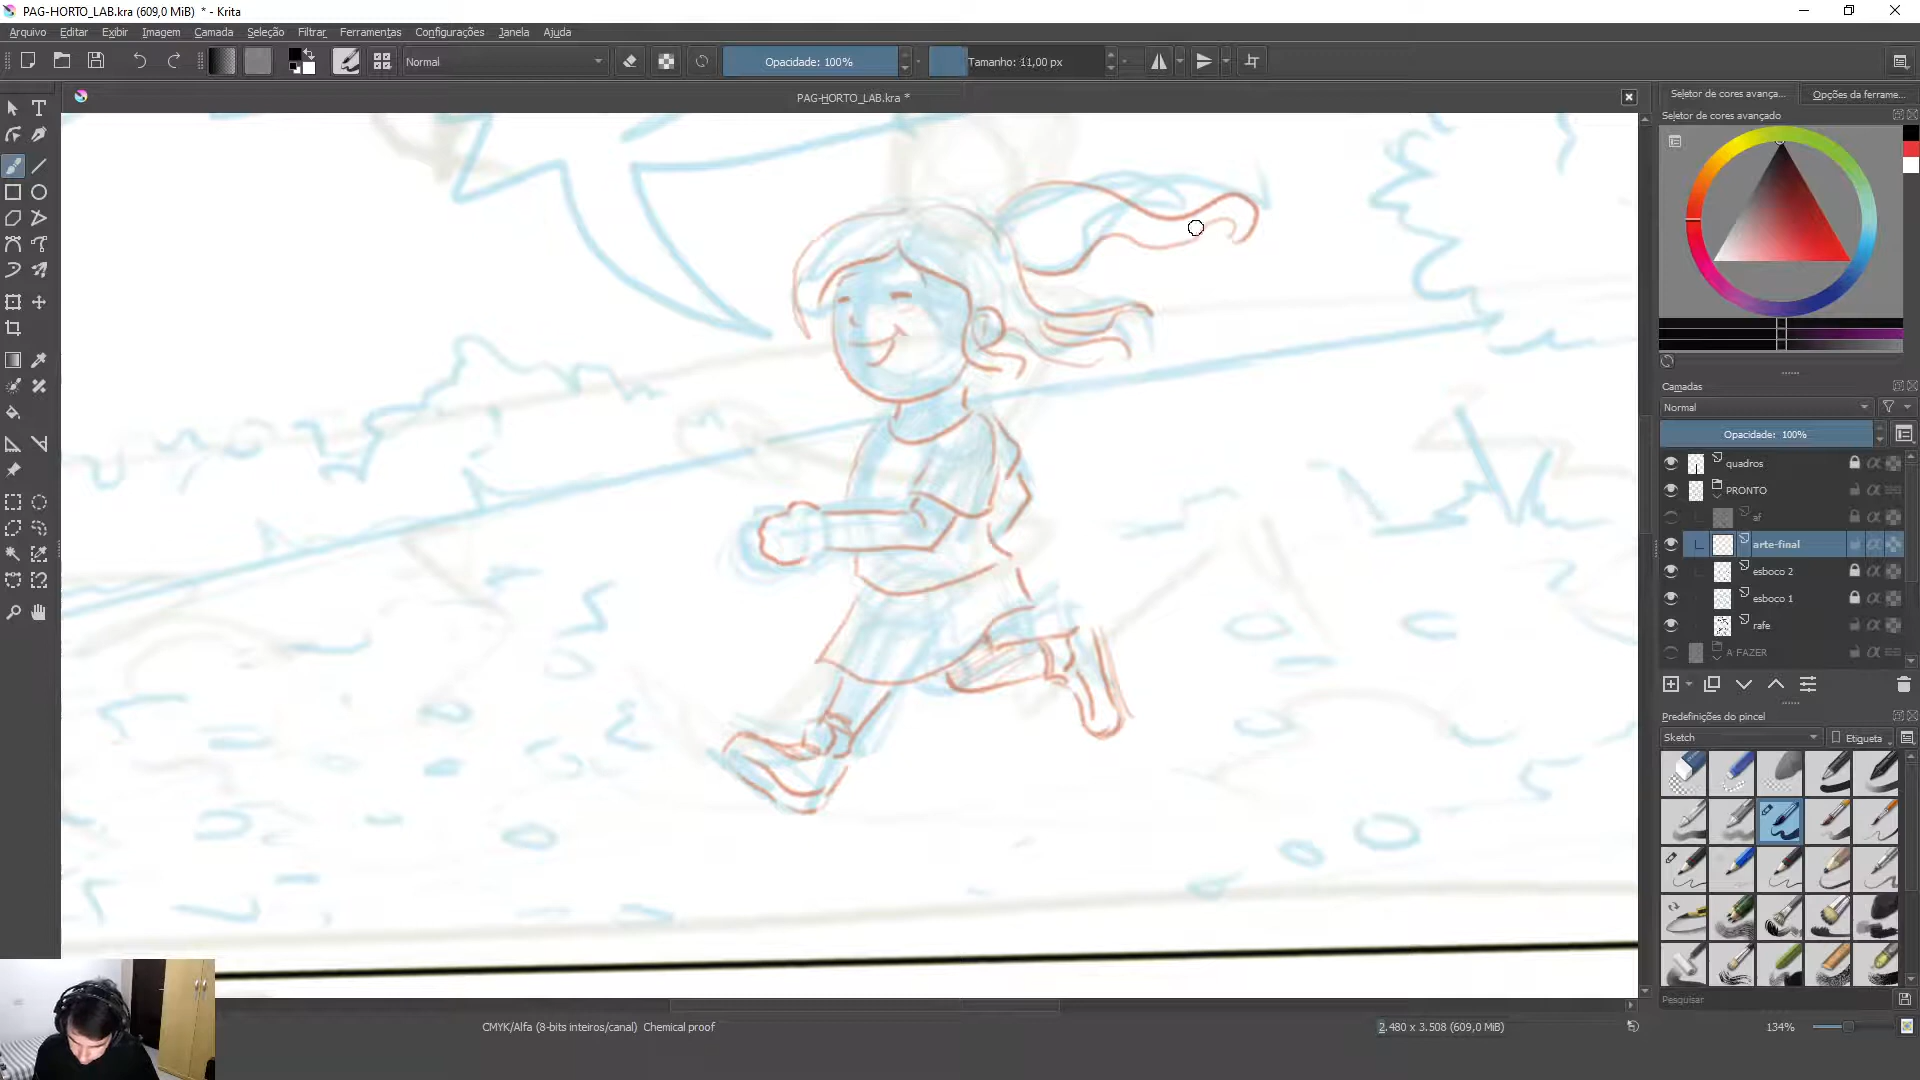 PAG-HORTO_LAB.kra (609,0 MiB)  * - Krita
Arquivo Editar Exibir Imagem Camada Seleção Filtrar Ferramentas Configurações Janela Ajuda
Normal
Opacidade: 100%
Tamanho: 11,00 px
PAG-HORTO_LAB.kra *
Seletor de cores avança...
Opções da ferrame...
Seletor de cores avançado
Camadas
Normal
Opacidade:  100%
quadros
PRONTO
af
arte-final
esboco 2
esboco 1
rafe
A FAZER
Predefinições do pincel
Sketch
Etiqueta
Pesquisar
CMYK/Alfa (8-bits inteiros/canal)  Chemical proof
2.480 x 3.508 (609,0 MiB)
134%